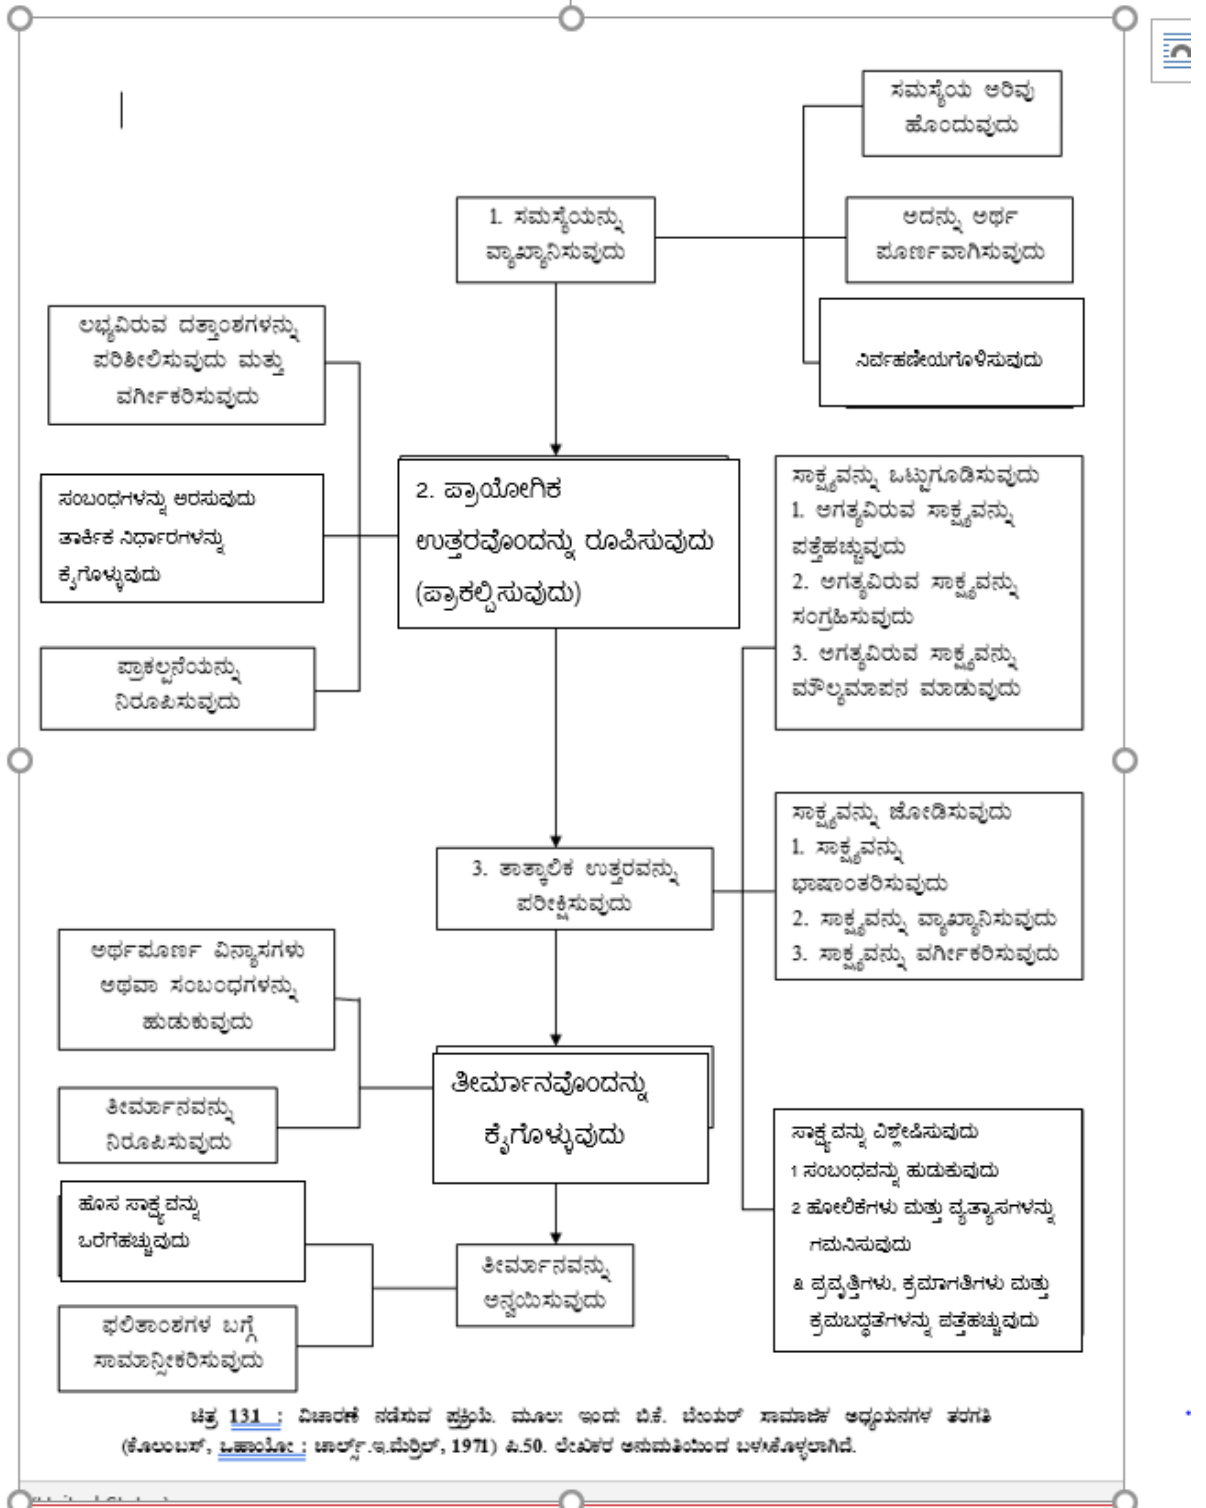 ಸಮಸ್ಯೆಯ ಅರಿವು
ಹೊಂದುವುದು
1. ಸಮಸ್ಯೆಯನ್ನು
ವ್ಯಾಖ್ಯಾನಿಸುವುದು
ಅದನ್ನು ಅರ್ಥ
ಪೂರ್ಣವಾಗಿಸುವುದು
ನಿರ್ವಹಣೀಯಗೊಳಿಸುವುದು
ಲಭ್ಯವಿರುವ ದತ್ತಾಂಶಗಳನ್ನು
ಪರಿಶೀಲಿಸುವುದು ಮತ್ತು
ವರ್ಗೀಕರಿಸುವುದು
ಸಂಬಂಧಗಳನ್ನು ಅರಸುವುದು
ತಾರ್ಕಿಕ ನಿರ್ಧಾರಗಳನ್ನು
ಕೈಗೊಳ್ಳುವುದು
ಪ್ರಾಕಲ್ಪನೆಯನ್ನು
ನಿರೂಪಿಸುವುದು
2. ಪ್ರಾಯೋಗಿಕ
ಉತ್ತರವೊಂದನ್ನು ರೂಪಿಸುವುದು
(ಪ್ರಾಕಲ್ಪಿಸುವುದು)
ಸಾಕ್ಷ್ಯವನ್ನು ಒಟ್ಟುಗೂಡಿಸುವುದು
1. ಅಗತ್ಯವಿರುವ ಸಾಕ್ಷ್ಯವನ್ನು
ಪತ್ತೆಹಚ್ಚುವುದು
2. ಅಗತ್ಯವಿರುವ ಸಾಕ್ಷ್ಯವನ್ನು
ಸಂಗ್ರಹಿಸುವುದು
3. ಅಗತ್ಯವಿರುವ ಸಾಕ್ಷ್ಯವನ್ನು
ಮೌಲ್ಯಮಾಪನ ಮಾಡುವುದು
3. ತಾತ್ಕಾಲಿಕ ಉತ್ತರವನ್ನು
ಪರೀಕ್ಷಿಸುವುದು
ಸಾಕ್ಷ್ಯವನ್ನು ಜೋಡಿಸುವುದು
1. ಸಾಕ್ಷ್ಯವನ್ನು
ಭಾಷಾಂತರಿಸುವುದು
2. ಸಾಕ್ಷ್ಯವನ್ನು ವ್ಯಾಖ್ಯಾನಿಸುವುದು
3. ಸಾಕ್ಷ್ಯವನ್ನು ವರ್ಗೀಕರಿಸುವುದು
ಅರ್ಥಪೂರ್ಣ ವಿನ್ಯಾಸಗಳು
ಅಥವಾ ಸಂಬಂಧಗಳನ್ನು
ಹುಡುಕುವುದು
ತೀರ್ಮಾನವನ್ನು
ನಿರೂಪಿಸುವುದು
ತೀರ್ಮಾನವೊಂದನ್ನು
ಕೈಗೊಳ್ಳುವುದು
ಸಾಕ್ಷ್ಯವನ್ನು ವಿಶ್ಲೇಷಿಸುವುದು
1 ಸಂಬಂಧವನ್ನು ಹುಡುಕುವುದು
2 ಹೋಲಿಕೆಗಳು ಮತ್ತು ವ್ಯತ್ಯಾಸಗಳನ್ನು
ಗಮನಿಸುವುದು
೩ ಪ್ರವೃತ್ತಿಗಳು, ಕ್ರಮಾಗತಿಗಳು ಮತ್ತು
ಕ್ರಮಬದ್ಧತೆಗಳನ್ನು ಪತ್ತೆಹಚ್ಚುವುದು
ಹೊಸ ಸಾಕ್ಷ್ಯವನ್ನು
ಒರೆಗೆಹಚ್ಚುವುದು
ಫಲಿತಾಂಶಗಳ ಬಗ್ಗೆ
ಸಾಮಾನ್ಯೀಕರಿಸುವುದು
ತೀರ್ಮಾನವನ್ನು
ಅನ್ವಯಿಸುವುದು
ಚಿತ್ರ 13.1 : ವಿಚಾರಣೆ ನಡೆಸುವ ಪ್ರಕ್ರಿಯೆ. ಮೂಲ: ಇಂದ: ಬಿ.ಕೆ. ಬೇಯರ್ ಸಾಮಾಜಿಕ ಅಧ್ಯಯನಗಳ ತರಗತಿ
(ಕೊಲಂಬಸ್, ಒಹಾಯೋ : ಚಾರ್ಲ್ಸ್.ಇ.ಮೆರ್ರಿಲ್, 1971) ಪಿ.50. ಲೇಖಕರ ಅನುಮತಿಯಿಂದ ಬಳಸಿಕೊಳ್ಳಲಾಗಿದೆ.